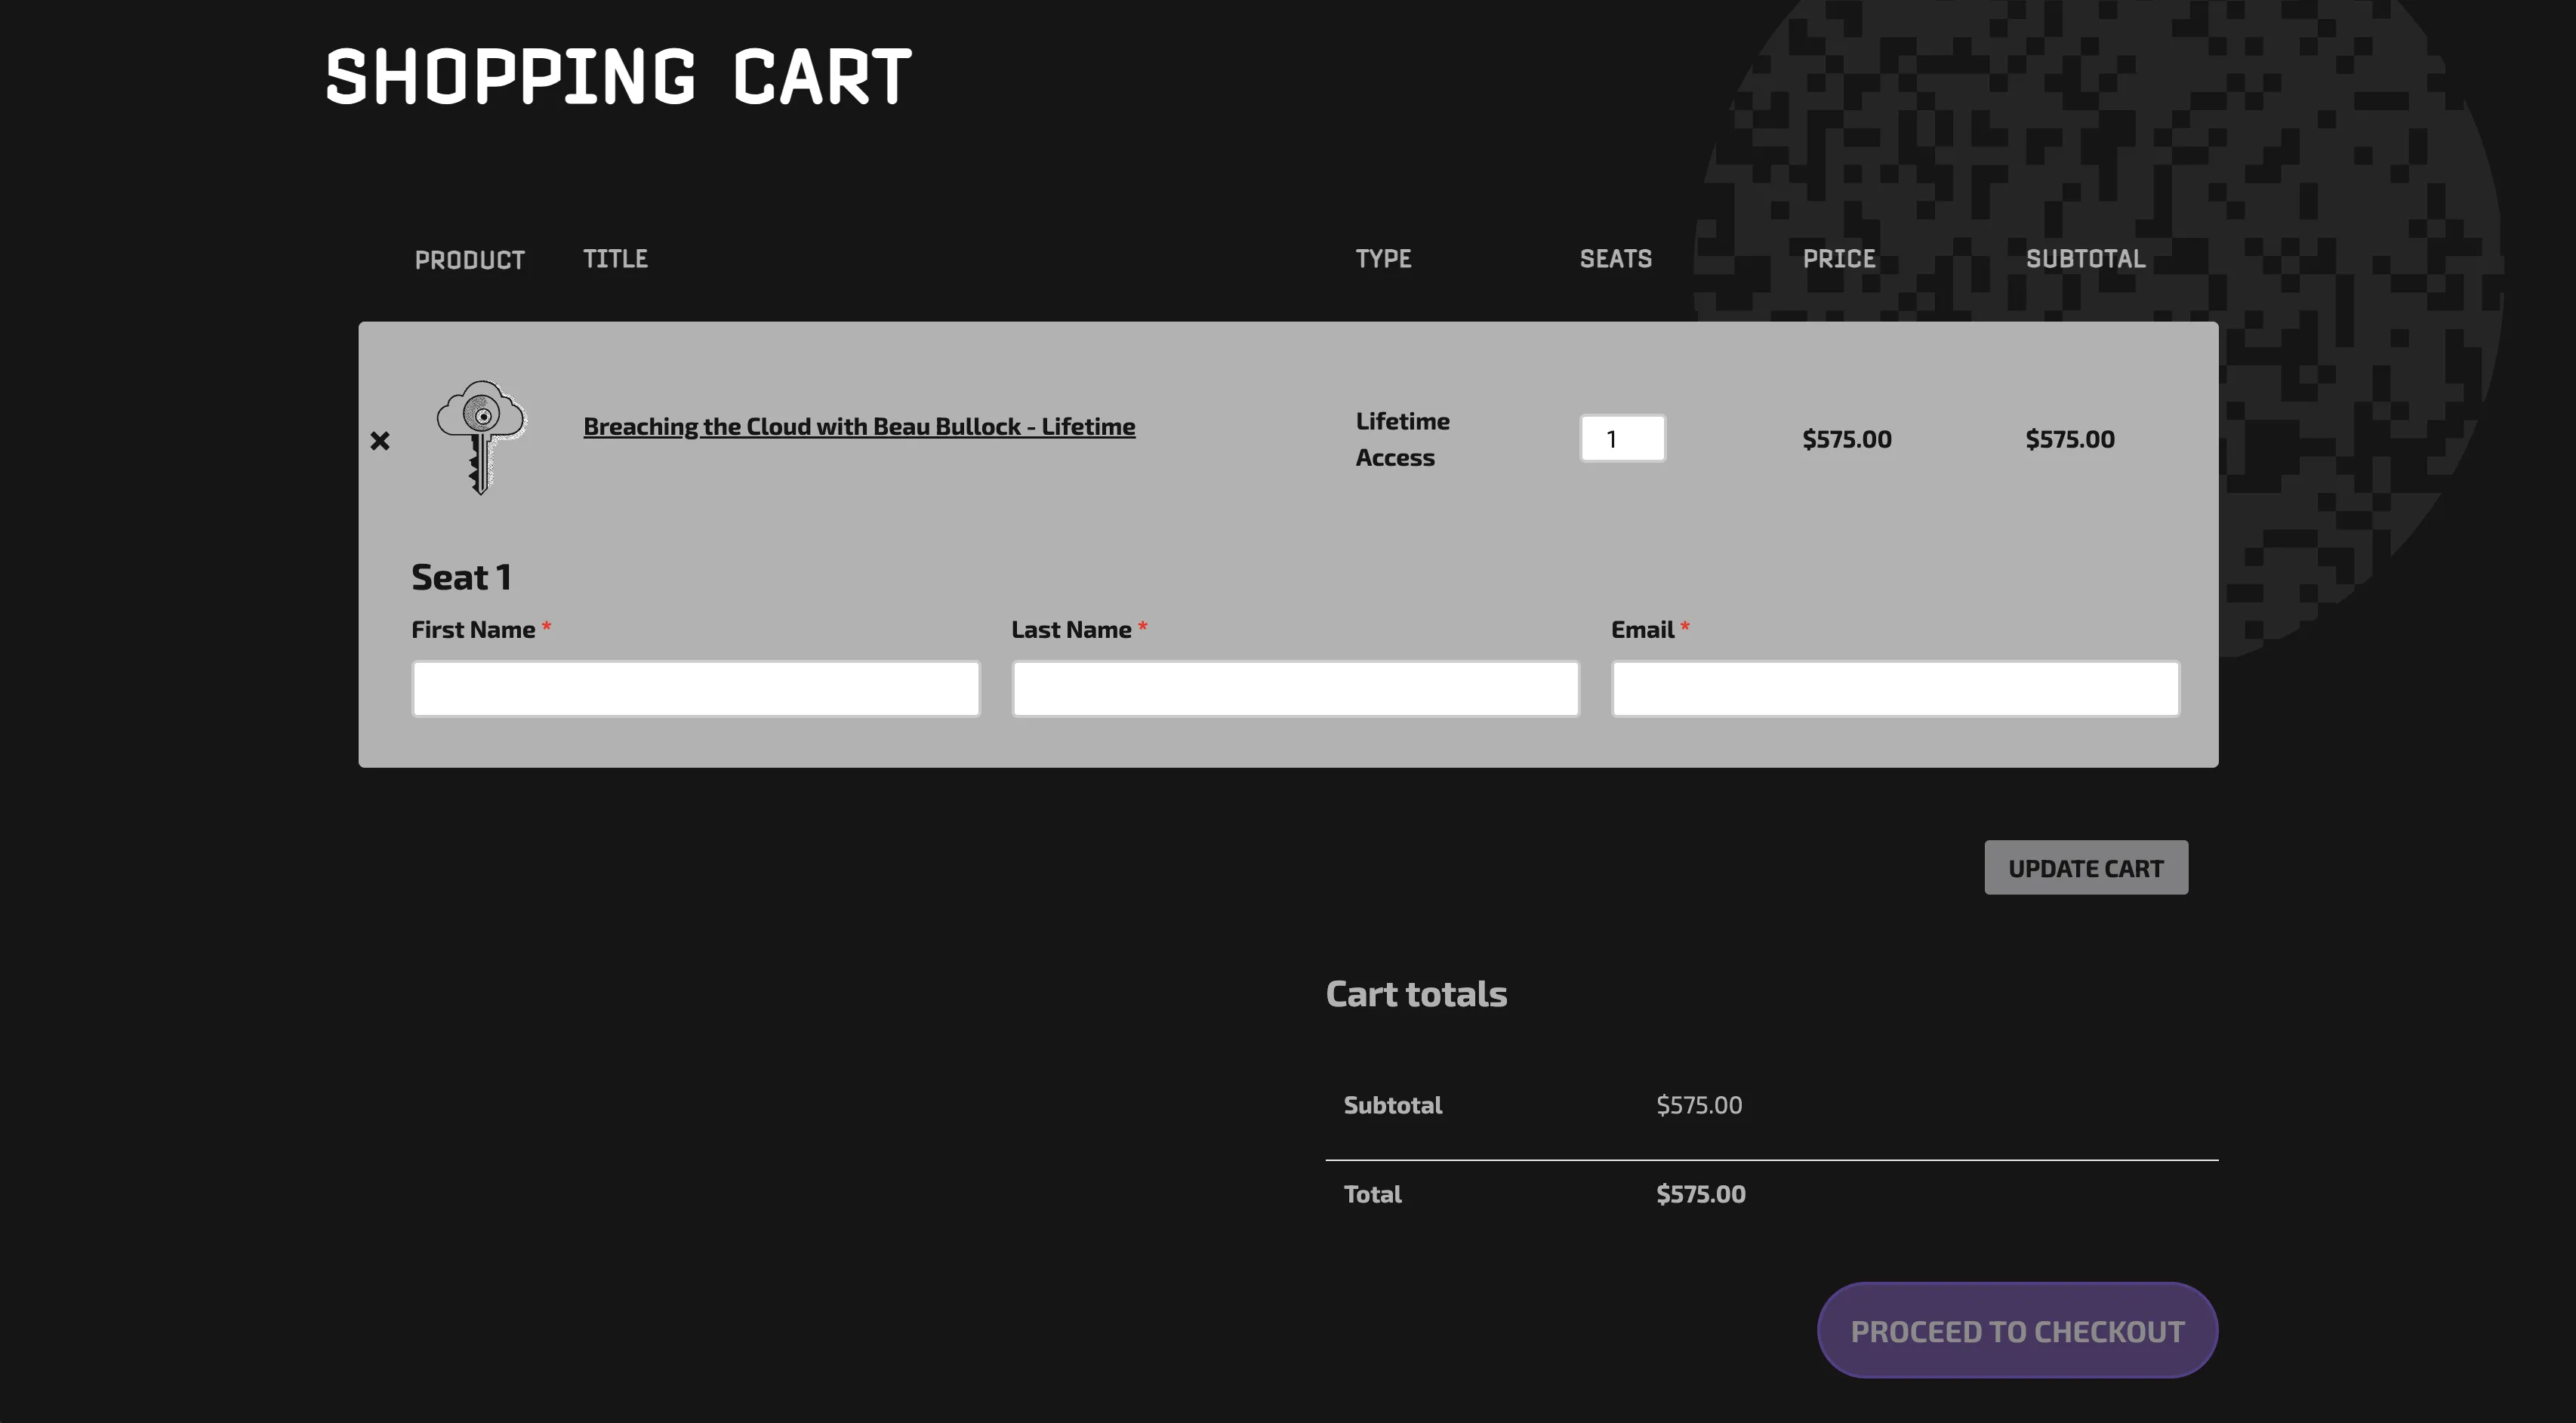 SHOPPING CART
PRODUCT TITLE TYPE SEATS PRICE SUBTOTAL
× Breaching the Cloud with Beau Bullock - Lifetime Lifetime Access 1 $575.00 $575.00
Seat 1
First Name * Last Name * Email *
UPDATE CART
Cart totals
Subtotal $575.00
Total $575.00
PROCEED TO CHECKOUT